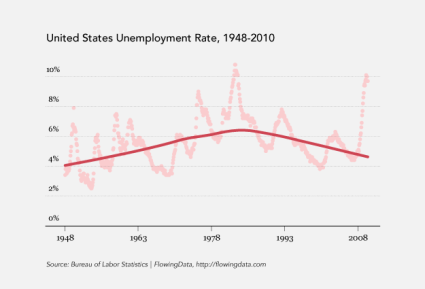 United States Unemployment Rate, 1948-2010
10%
8%
6%
4%
2%
0%
1948 1963 1978 1993 2008
Source: Bureau of Labor Statistics | FlowingData, http://flowingdata.com